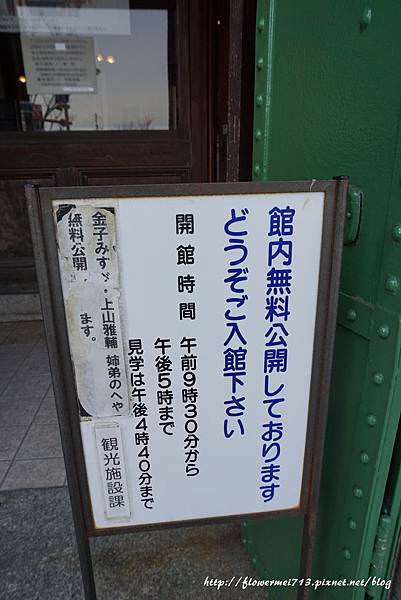 館内無料公開しております
どうぞご入館下さい
開館時間
午前9時30分から
午後5時まで
見学は午後4時40分まで
金子みすゞ・上山雅輔 姉弟のへや
無料公開
ます。
観光施設課
http://flowermei713.pixnet.net/blog